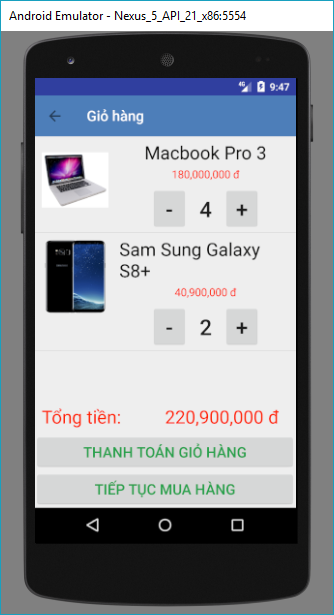 Android Emulator - Nexus_5_API_21_x86:5554
4G 9:47
Giỏ hàng
Macbook Pro 3
180,000,000 đ
- 4 +
Sam Sung Galaxy
S8+
40,900,000 đ
- 2 +
Tổng tiền: 220,900,000 đ
THANH TOÁN GIỎ HÀNG
TIẾP TỤC MUA HÀNG